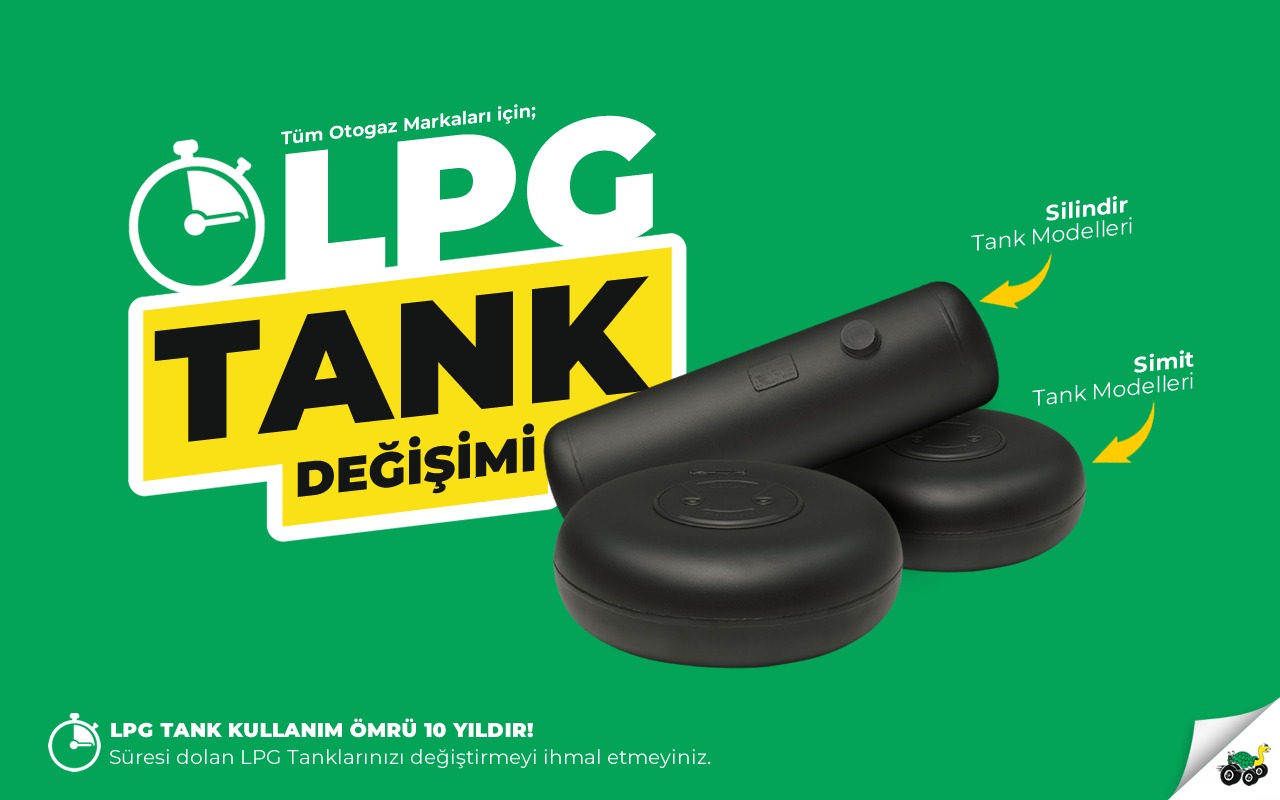 Tüm Otogaz Markaları için;
LPG
TANK
DEĞİŞİMİ
Silindir
Tank Modelleri
Simit
Tank Modelleri
LPG TANK KULLANIM ÖMRÜ 10 YILDIR!
Süresi dolan LPG Tanklarınızı değiştirmeyi ihmal etmeyiniz.